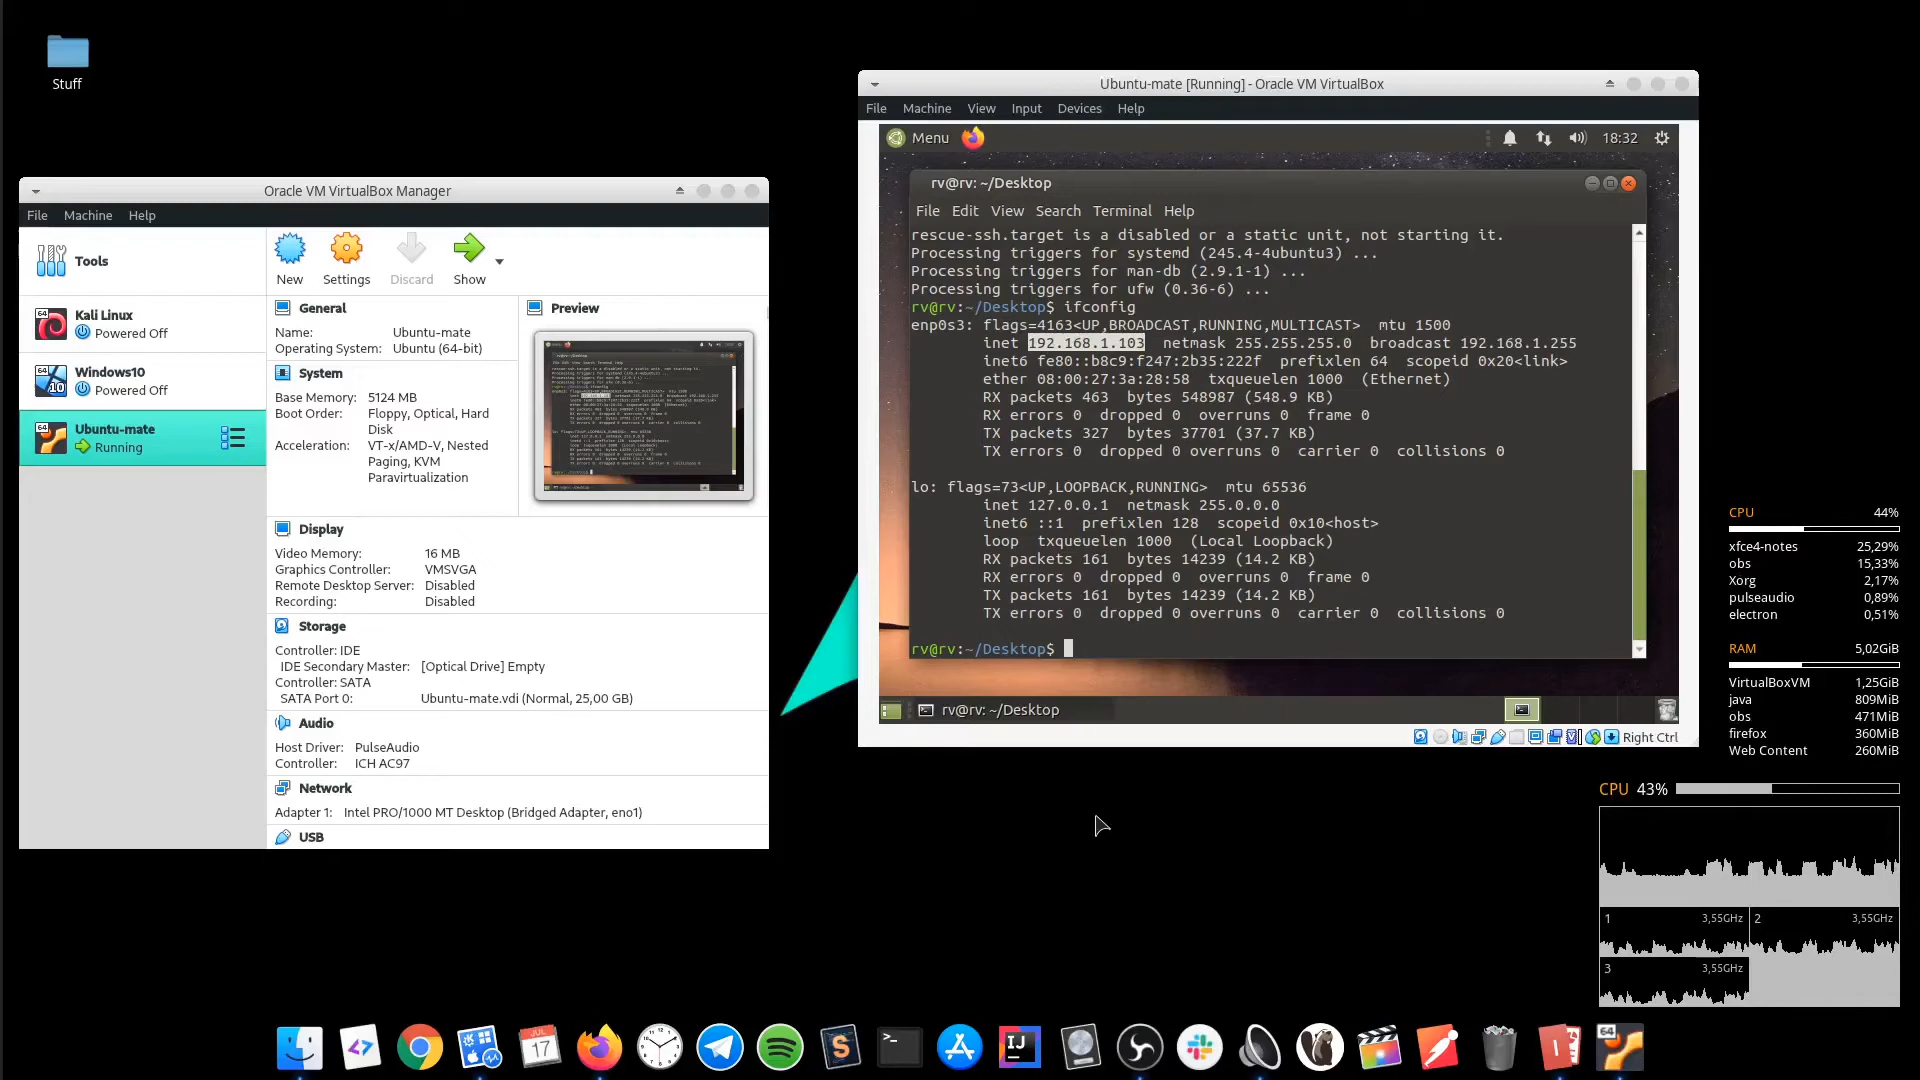 Stuff
Oracle VM VirtualBox Manager
File Machine Help
Tools
New Settings Discard Show
64 Kali Linux
Powered Off
64 Windows10
10 Powered Off
64 Ubuntu-mate
Running
General
Name: Ubuntu-mate
Operating System: Ubuntu (64-bit)
System
Base Memory: 5124 MB
Boot Order: Floppy, Optical, Hard
Disk
Acceleration: VT-x/AMD-V, Nested
Paging, KVM
Paravirtualization
Preview
Display
Video Memory: 16 MB
Graphics Controller: VMSVGA
Remote Desktop Server: Disabled
Recording: Disabled
Storage
Controller: IDE
IDE Secondary Master: [Optical Drive] Empty
Controller: SATA
SATA Port 0: Ubuntu-mate.vdi (Normal, 25,00 GB)
Audio
Host Driver: PulseAudio
Controller: ICH AC97
Network
Adapter 1: Intel PRO/1000 MT Desktop (Bridged Adapter, eno1)
USB
Ubuntu-mate [Running] - Oracle VM VirtualBox
File Machine View Input Devices Help
Menu 18:32
rv@rv: ~/Desktop
File Edit View Search Terminal Help
rescue-ssh.target is a disabled or a static unit, not starting it.
Processing triggers for systemd (245.4-4ubuntu3) ...
Processing triggers for man-db (2.9.1-1) ...
Processing triggers for ufw (0.36-6) ...
rv@rv:~/Desktop$ ifconfig
enp0s3: flags=4163<UP,BROADCAST,RUNNING,MULTICAST> mtu 1500
inet 192.168.1.103 netmask 255.255.255.0 broadcast 192.168.1.255
inet6 fe80::b8c9:f247:2b35:222f prefixlen 64 scopeid 0x20<link>
ether 08:00:27:3a:28:58 txqueuelen 1000 (Ethernet)
RX packets 463 bytes 548987 (548.9 KB)
RX errors 0 dropped 0 overruns 0 frame 0
TX packets 327 bytes 37701 (37.7 KB)
TX errors 0 dropped 0 overruns 0 carrier 0 collisions 0
lo: flags=73<UP,LOOPBACK,RUNNING> mtu 65536
inet 127.0.0.1 netmask 255.0.0.0
inet6 ::1 prefixlen 128 scopeid 0x10<host>
loop txqueuelen 1000 (Local Loopback)
RX packets 161 bytes 14239 (14.2 KB)
RX errors 0 dropped 0 overruns 0 frame 0
TX packets 161 bytes 14239 (14.2 KB)
TX errors 0 dropped 0 overruns 0 carrier 0 collisions 0
rv@rv:~/Desktop$
rv@rv: ~/Desktop
Right Ctrl
CPU 44%
xfce4-notes 25,29%
obs 15,33%
Xorg 2,17%
pulseaudio 0,89%
electron 0,51%
RAM 5,02GiB
VirtualBoxVM 1,25GiB
java 809MiB
obs 471MiB
firefox 360MiB
Web Content 260MiB
CPU 43%
1 3,55GHz 2 3,55GHz
3 3,55GHz
JUL
17
S
IJ
I
64